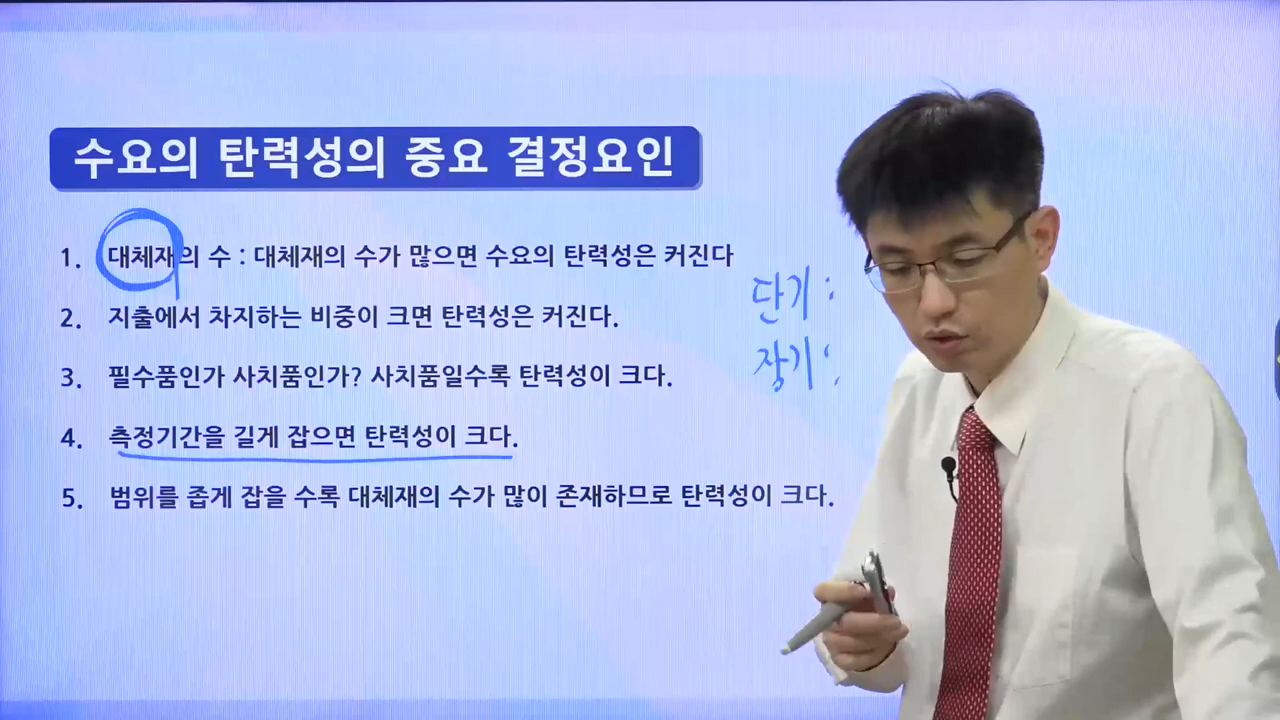 수요의 탄력성의 중요 결정요인
1. 대체재의 수 : 대체재의 수가 많으면 수요의 탄력성은 커진다
2. 지출에서 차지하는 비중이 크면 탄력성은 커진다.
3. 필수품인가 사치품인가? 사치품일수록 탄력성이 크다.
4. 측정기간을 길게 잡으면 탄력성이 크다.
5. 범위를 좁게 잡을 수록 대체재의 수가 많이 존재하므로 탄력성이 크다.
단기 :
장기 :